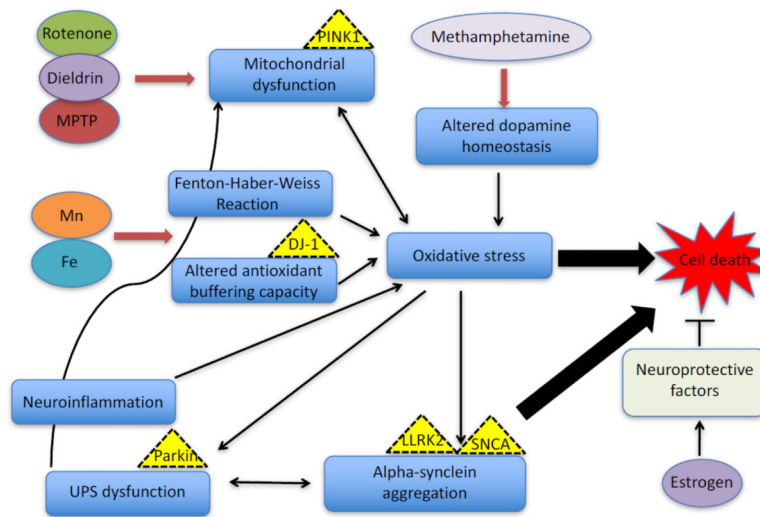 Rotenone
Dieldrin
MPTP
PINK1
Mitochondrial
dysfunction
Methamphetamine
Altered dopamine
homeostasis
Fenton-Haber-Weiss
Reaction
Mn
Fe
DJ-1
Altered antioxidant
buffering capacity
Oxidative stress
Cell death
Neuroinflammation
Neuroprotective
factors
Parkin
UPS dysfunction
LLRK2
SNCA
Alpha-synclein
aggregation
Estrogen